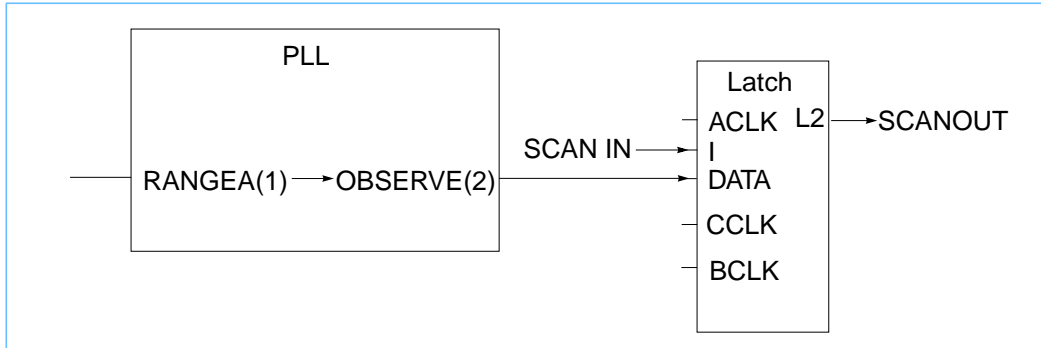 PLL
Latch
ACLK L2 SCANOUT
SCAN IN I
RANGEA(1) OBSERVE(2) DATA
CCLK
BCLK